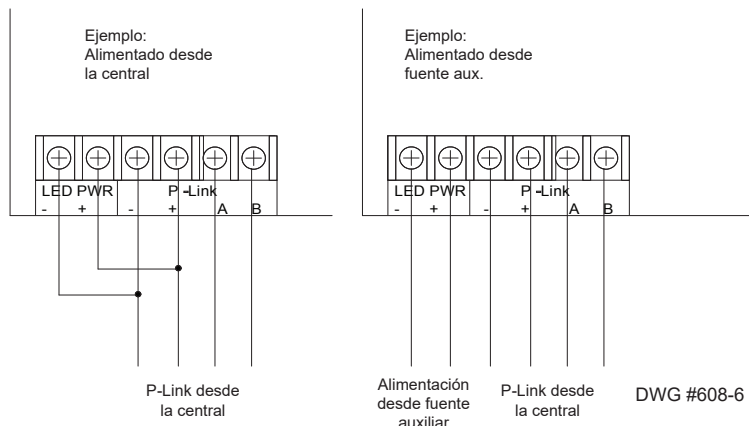 Ejemplo:
Alimentado desde
la central
Ejemplo:
Alimentado desde
fuente aux.
LED PWR P -Link
- + - + A B
LED PWR P -Link
- + - + A B
P-Link desde
la central
Alimentación
desde fuente
auxiliar
P-Link desde
la central
DWG #608-6